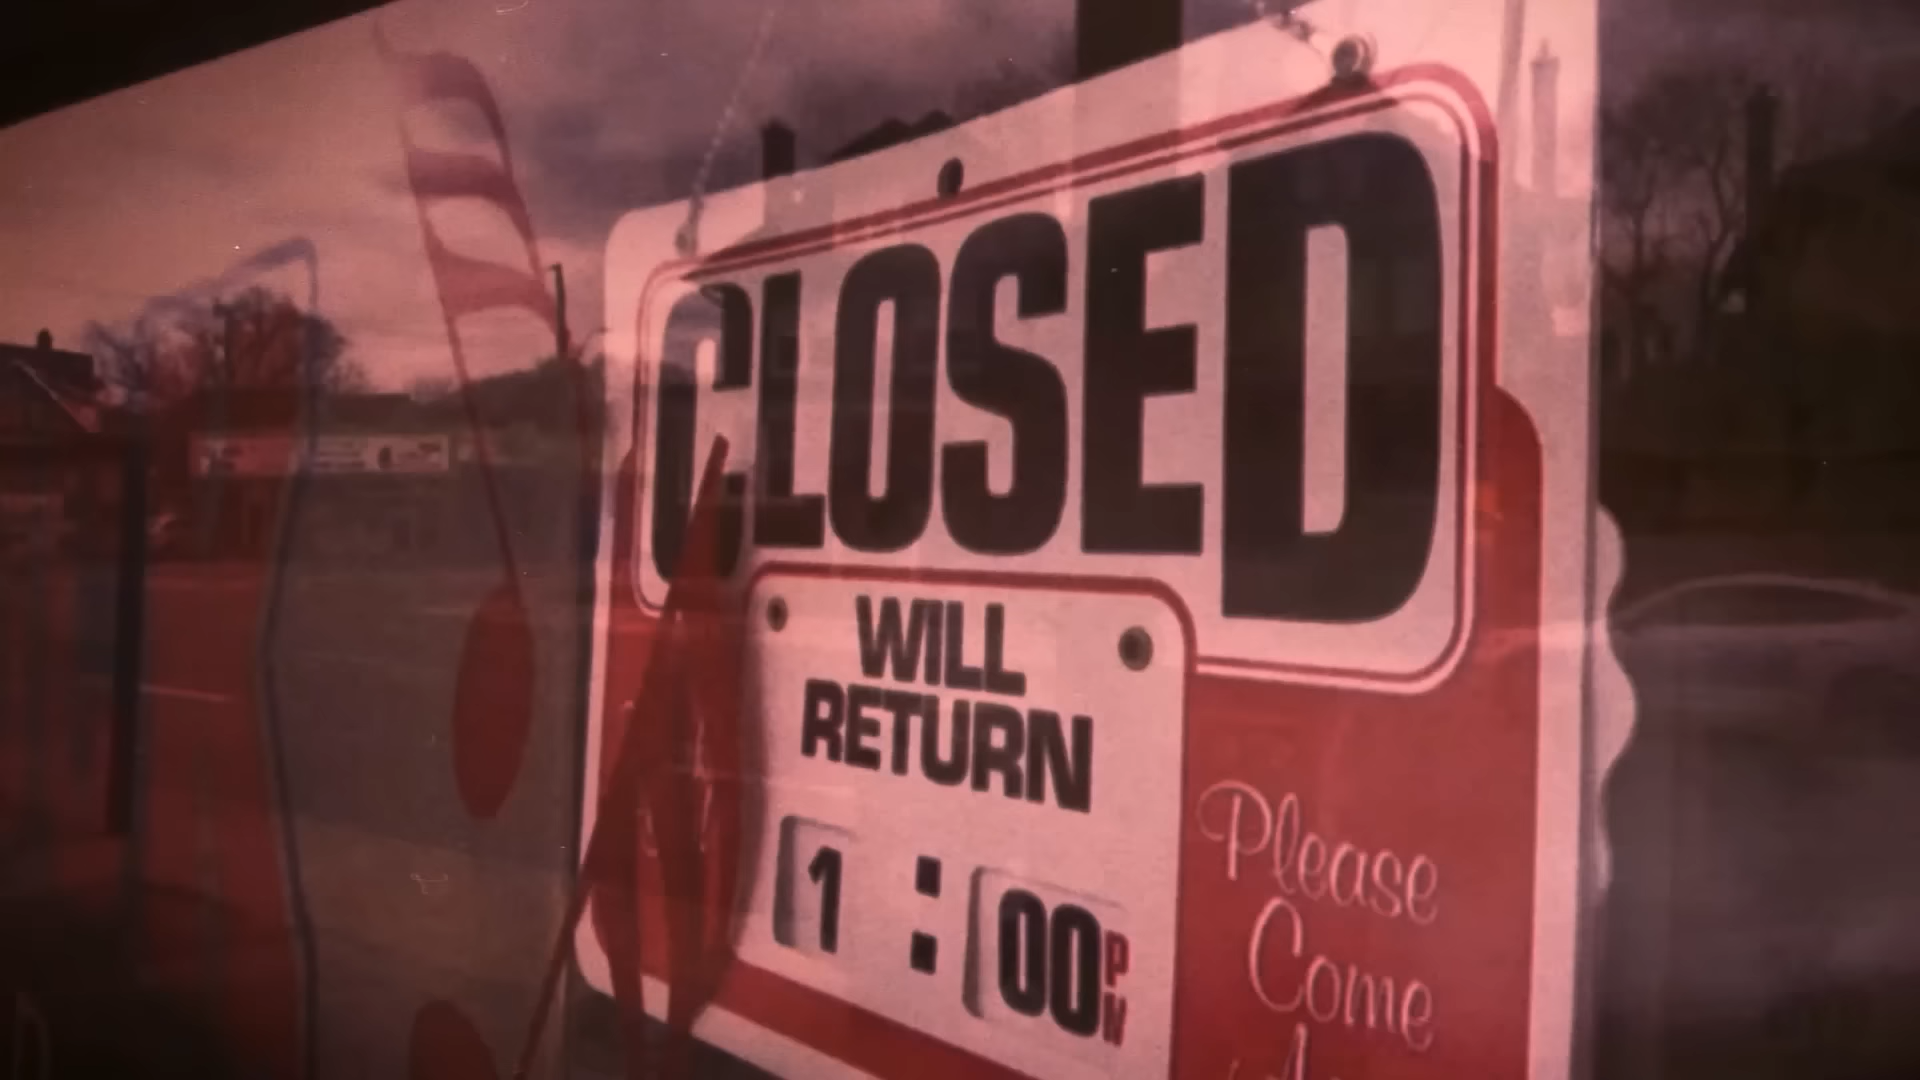 CLOSED
WILL
RETURN
1:00 PM
Please
Come